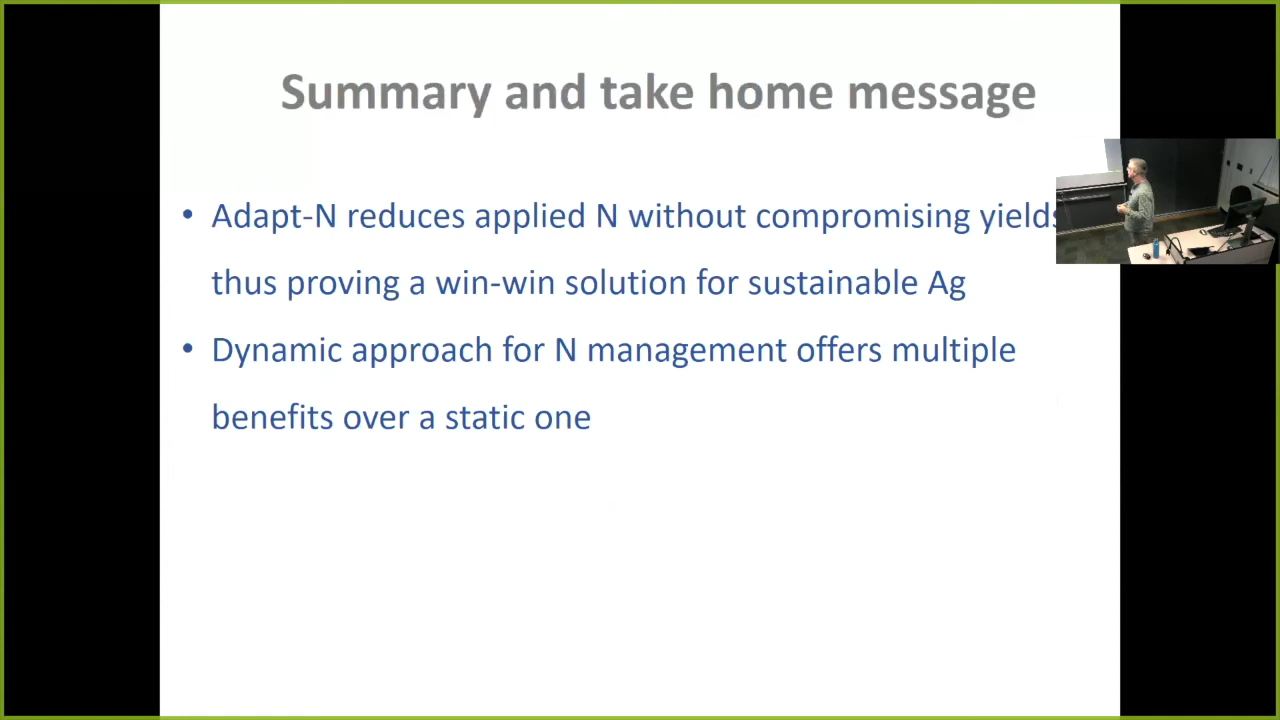 Summary and take home message
• Adapt-N reduces applied N without compromising yields
thus proving a win-win solution for sustainable Ag
• Dynamic approach for N management offers multiple
benefits over a static one